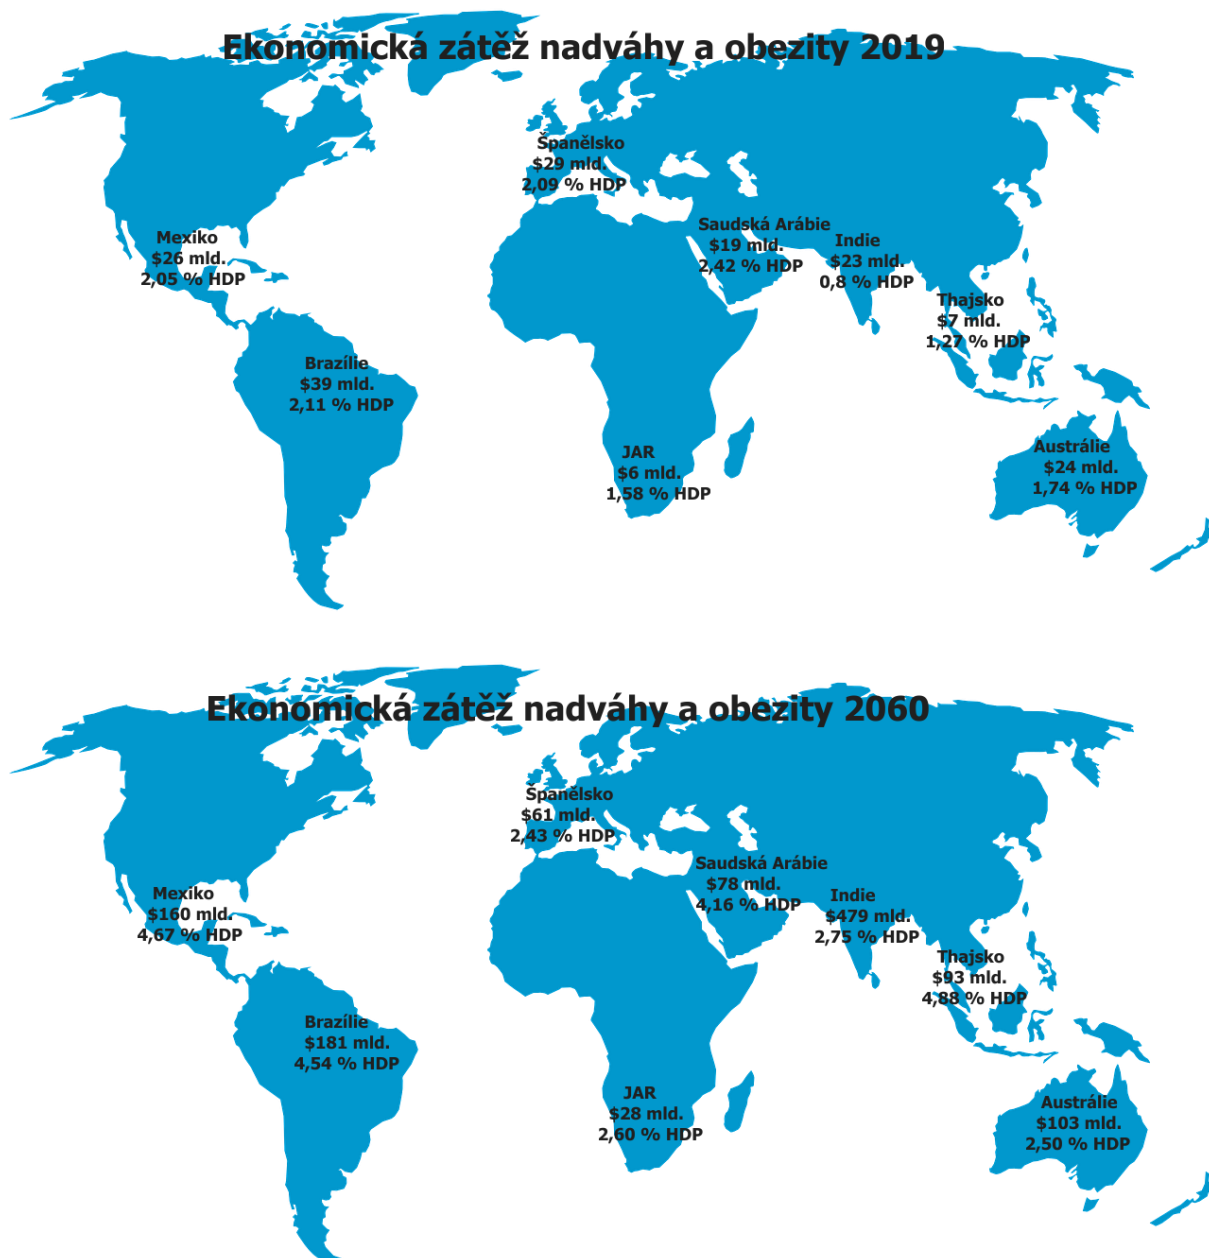 Ekonomická zátěž nadváhy a obezity 2019
Španělsko
$29 mld.
2,09 % HDP
Saudská Arábie
$19 mld.
2,42 % HDP
Mexiko
$26 mld.
2,05 % HDP
Indie
$23 mld.
0,8 % HDP
Thajsko
$7 mld.
1,27 % HDP
Brazílie
$39 mld.
2,11 % HDP
JAR
$6 mld.
1,58 % HDP
Austrálie
$24 mld.
1,74 % HDP
Ekonomická zátěž nadváhy a obezity 2060
Španělsko
$61 mld.
2,43 % HDP
Saudská Arábie
$78 mld.
4,16 % HDP
Mexiko
$160 mld.
4,67 % HDP
Indie
$479 mld.
2,75 % HDP
Thajsko
$93 mld.
4,88 % HDP
Brazílie
$181 mld.
4,54 % HDP
JAR
$28 mld.
2,60 % HDP
Austrálie
$103 mld.
2,50 % HDP